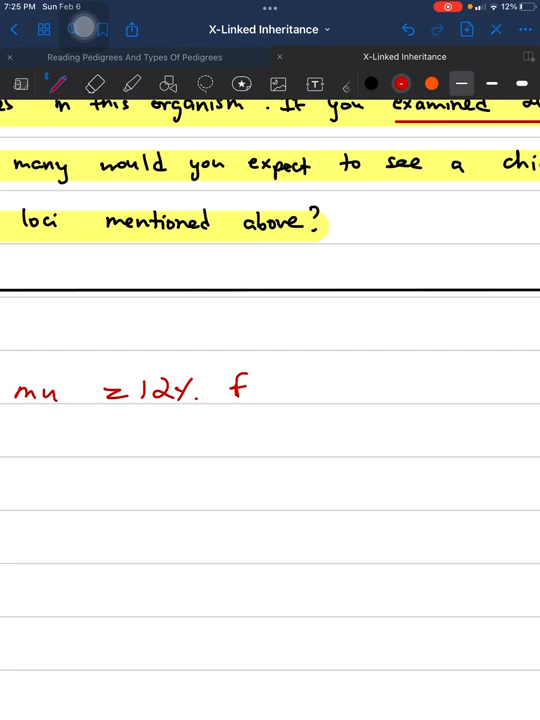 7:25 PM Sun Feb 6
12%
X-Linked Inheritance
Reading Pedigrees And Types Of Pedigrees
X-Linked Inheritance
in this organism. If you examined
many would you expect to see a chi
loci mentioned above?
mu = 12%. f